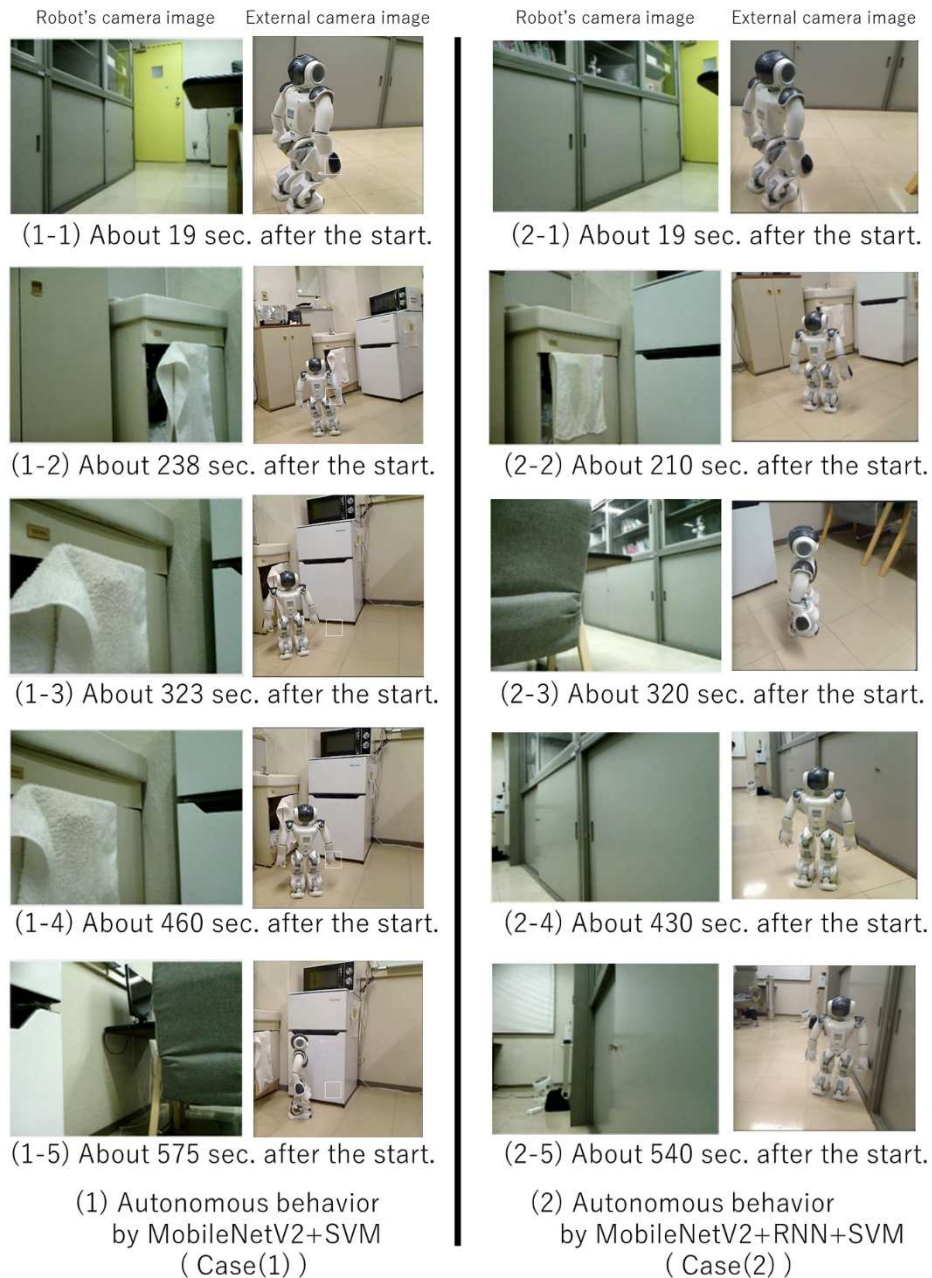 Robot's camera image
External camera image
(1-1) About 19 sec. after the start.
(1-2) About 238 sec. after the start.
(1-3) About 323 sec. after the start.
(1-4) About 460 sec. after the start.
(1-5) About 575 sec. after the start.
(1) Autonomous behavior
by MobileNetV2+SVM
( Case(1) )
Robot's camera image
External camera image
(2-1) About 19 sec. after the start.
(2-2) About 210 sec. after the start.
(2-3) About 320 sec. after the start.
(2-4) About 430 sec. after the start.
(2-5) About 540 sec. after the start.
(2) Autonomous behavior
by MobileNetV2+RNN+SVM
( Case(2) )